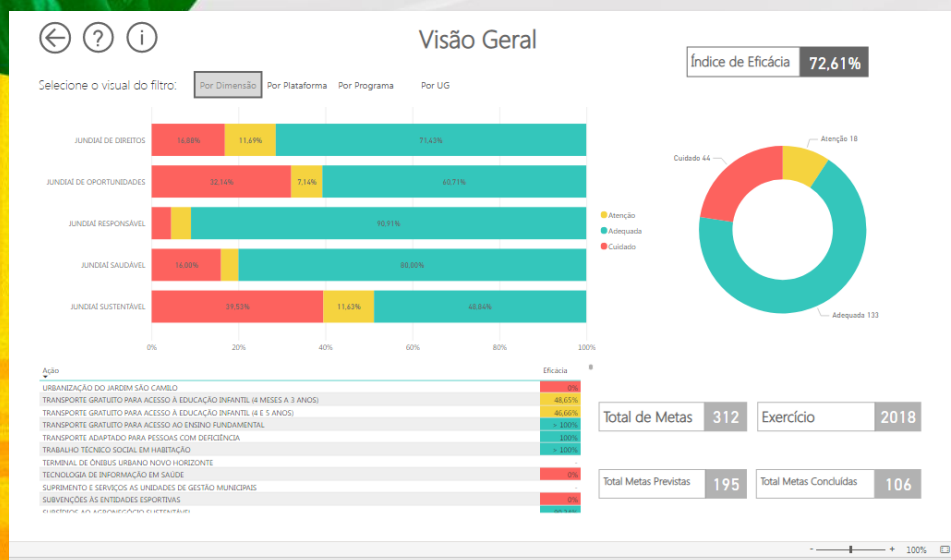 Visão Geral
Índice de Eficácia 72,61%
Selecione o visual do filtro: Por Dimensão Por Plataforma Por Programa Por UG
JUNDIAÍ DE DIREITOS 16,88% 11,69% 71,43%
JUNDIAÍ DE OPORTUNIDADES 32,14% 7,14% 60,71%
JUNDIAÍ RESPONSÁVEL 90,91%
JUNDIAÍ SAUDÁVEL 16,00% 80,00%
JUNDIAÍ SUSTENTÁVEL 39,53% 11,63% 48,84%
0% 20% 40% 60% 80% 100%
Atenção
Adequada
Cuidado
Atenção 18
Cuidado 44
Adequada 133
Ação Eficácia
URBANIZAÇÃO DO JARDIM SÃO CAMILO 0%
TRANSPORTE GRATUITO PARA ACESSO À EDUCAÇÃO INFANTIL (4 MESES A 3 ANOS) 48,65%
TRANSPORTE GRATUITO PARA ACESSO À EDUCAÇÃO INFANTIL (4 E 5 ANOS) 46,66%
TRANSPORTE GRATUITO PARA ACESSO AO ENSINO FUNDAMENTAL > 100%
TRANSPORTE ADAPTADO PARA PESSOAS COM DEFICIÊNCIA 100%
TRABALHO TÉCNICO SOCIAL EM HABITAÇÃO > 100%
TERMINAL DE ÔNIBUS URBANO NOVO HORIZONTE -
TECNOLOGIA DE INFORMAÇÃO EM SAÚDE 0%
SUPRIMENTO E SERVIÇOS AS UNIDADES DE GESTÃO MUNICIPAIS -
SUBVENÇÕES ÀS ENTIDADES ESPORTIVAS 0%
SUBSÍDIOS AO AGRONEGÓCIO SUSTENTÁVEL
Total de Metas 312
Exercício 2018
Total Metas Previstas 195
Total Metas Concluídas 106
- + 100%